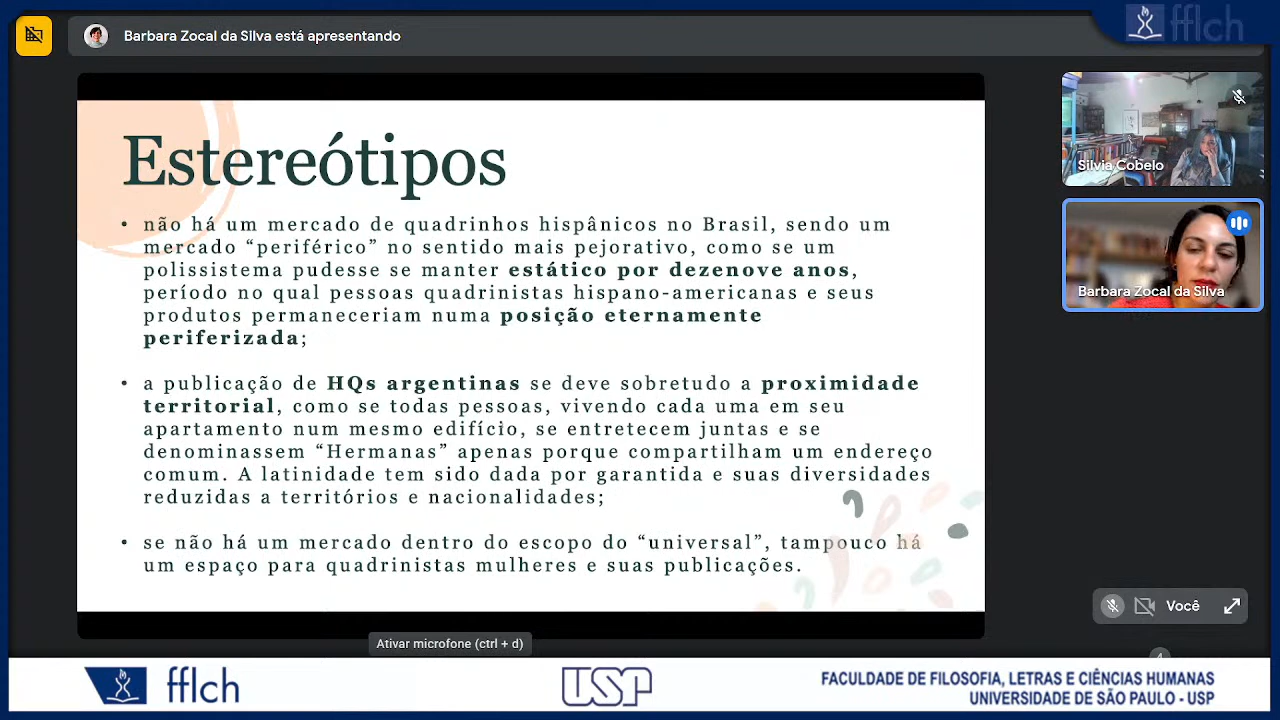 Barbara Zocal da Silva está apresentando
fflch
Estereótipos
• não há um mercado de quadrinhos hispânicos no Brasil, sendo um
mercado “periférico” no sentido mais pejorativo, como se um
polissistema pudesse se manter estático por dezenove anos,
período no qual pessoas quadrinistas hispano-americanas e seus
produtos permaneceriam numa posição eternamente
periferizada;
• a publicação de HQs argentinas se deve sobretudo a proximidade
territorial, como se todas pessoas, vivendo cada uma em seu
apartamento num mesmo edifício, se entretecem juntas e se
denominassem “Hermanas” apenas porque compartilham um endereço
comum. A latinidade tem sido dada por garantida e suas diversidades
reduzidas a territórios e nacionalidades;
• se não há um mercado dentro do escopo do “universal”, tampouco há
um espaço para quadrinistas mulheres e suas publicações.
Silvia Cobelo
Barbara Zocal da Silva
Você
Ativar microfone (ctrl + d)
fflch
USP
FACULDADE DE FILOSOFIA, LETRAS E CIÊNCIAS HUMANAS
UNIVERSIDADE DE SÃO PAULO - USP